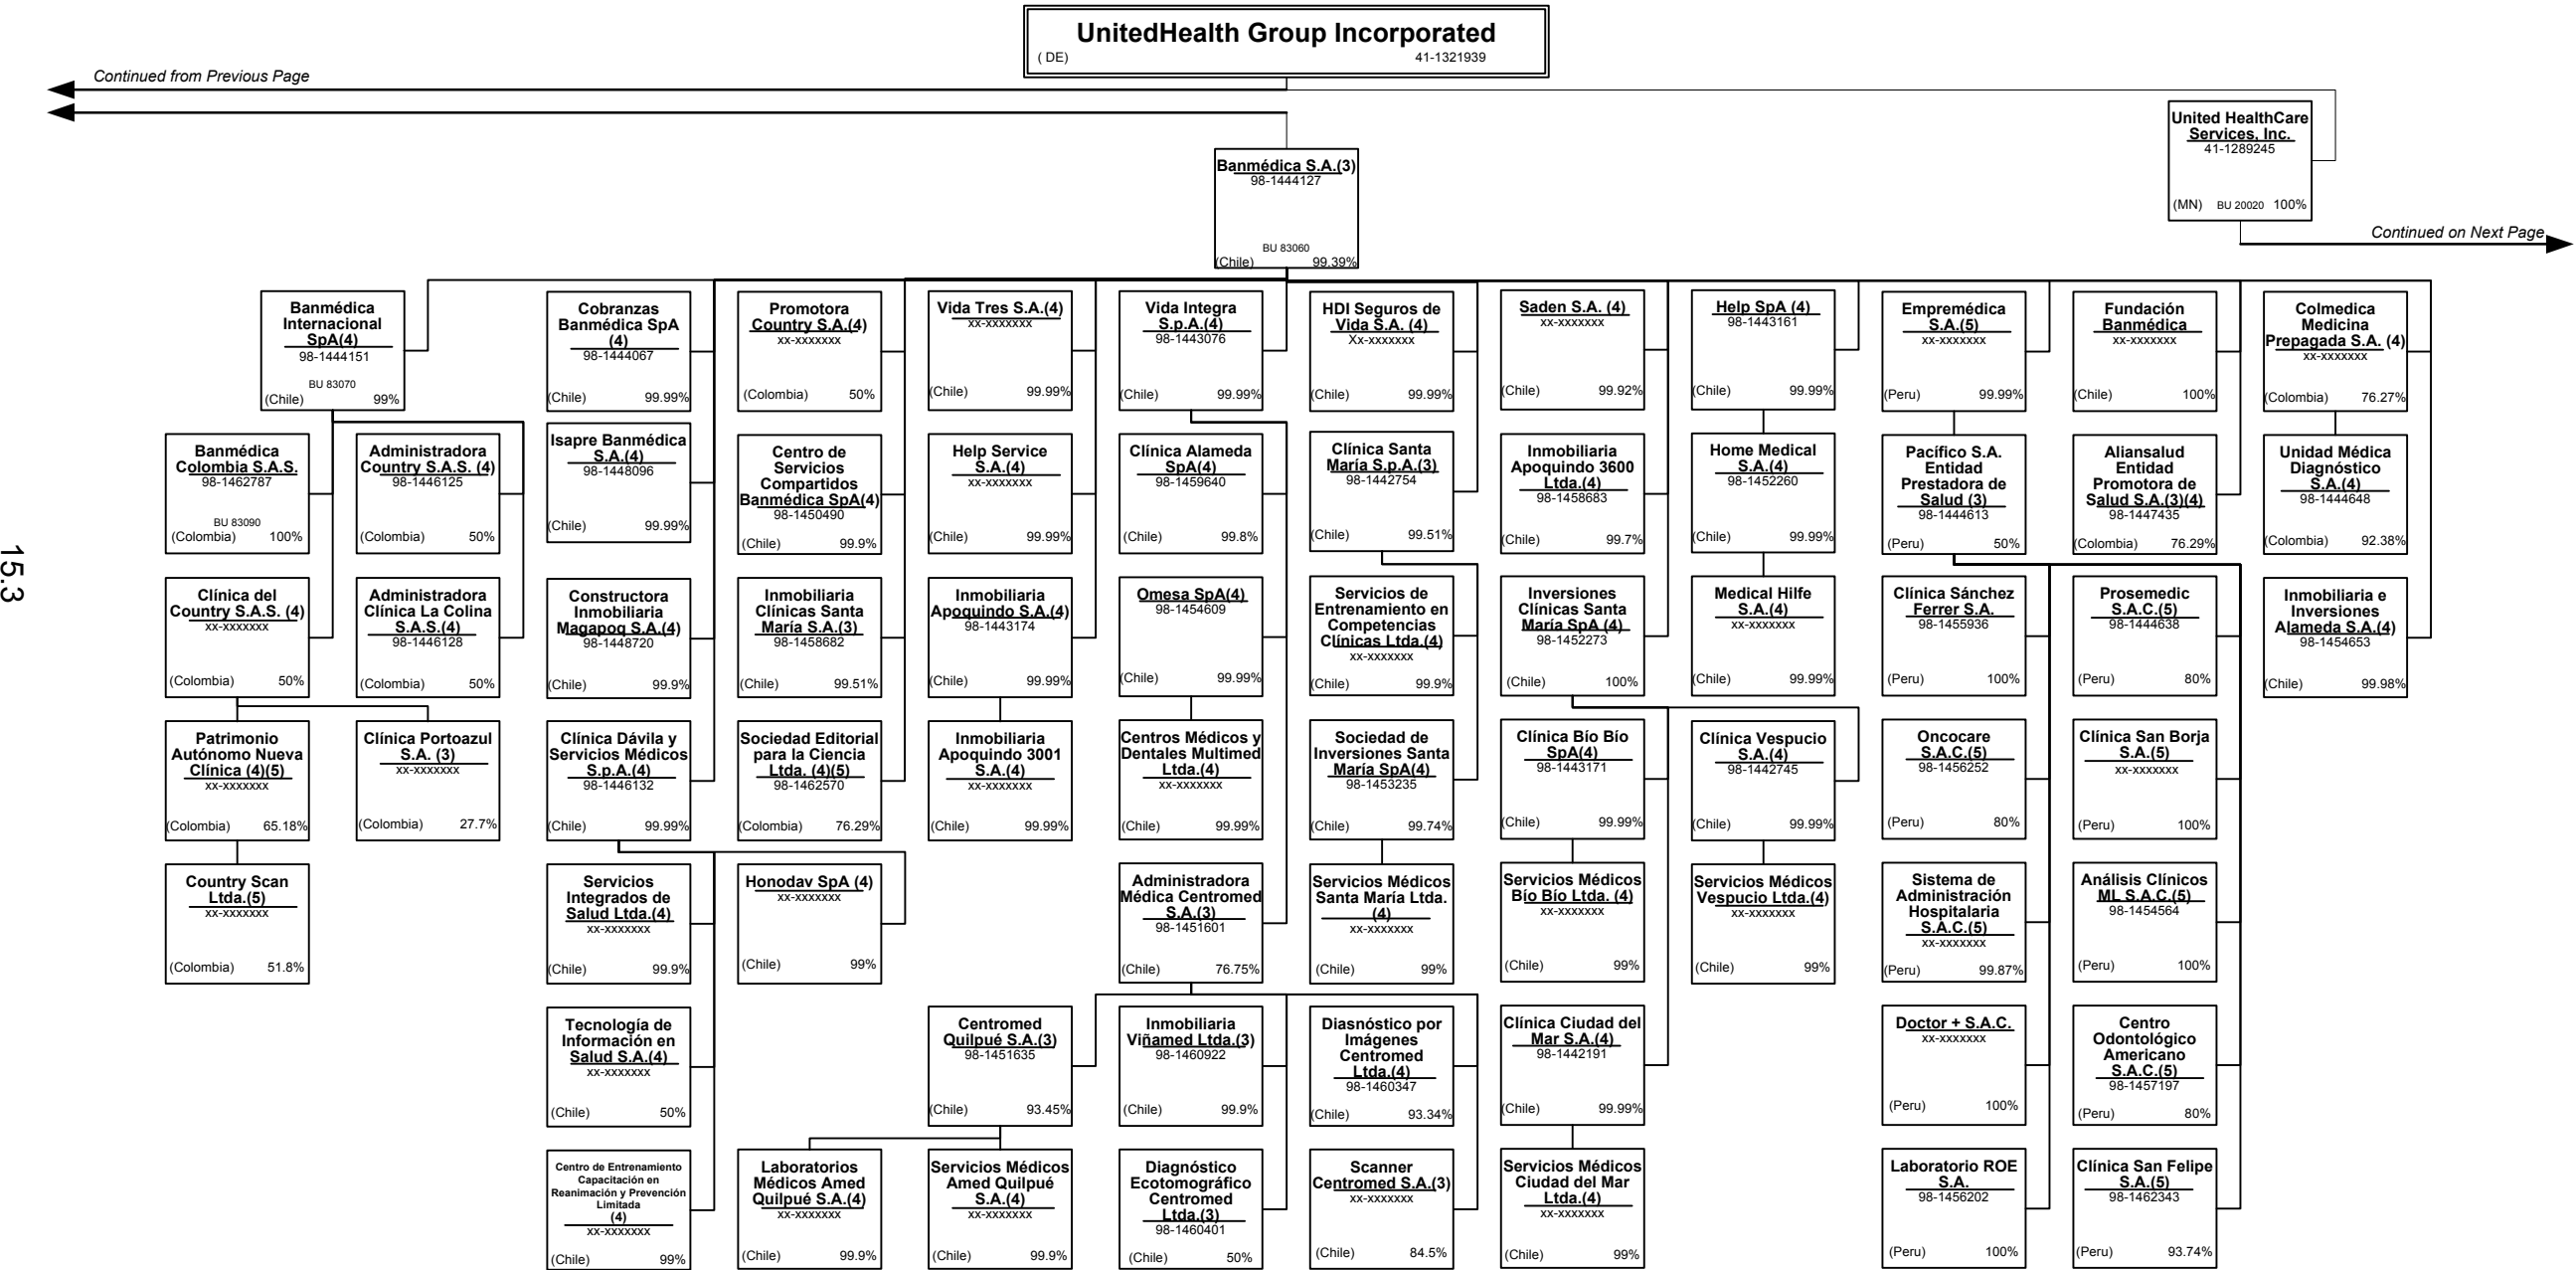 UnitedHealth Group Incorporated
( DE) 41-1321939
Continued from Previous Page
United HealthCare
Services, Inc.
41-1289245
(MN) BU 20020 100%
Continued on Next Page
Banmédica S.A.(3)
98-1444127
BU 83060
(Chile) 99.39%
Banmédica
Internacional
SpA(4)
98-1444151
BU 83070
(Chile) 99%
Cobranzas
Banmédica SpA
(4)
98-1444067
(Chile) 99.99%
Promotora
Country S.A.(4)
xx-xxxxxxx
(Colombia) 50%
Vida Tres S.A.(4)
xx-xxxxxxx
(Chile) 99.99%
Vida Integra
S.p.A.(4)
98-1443076
(Chile) 99.99%
HDI Seguros de
Vida S.A. (4)
Xx-xxxxxxx
(Chile) 99.99%
Saden S.A. (4)
xx-xxxxxxx
(Chile) 99.92%
Help SpA (4)
98-1443161
(Chile) 99.99%
Empremédica
S.A.(5)
xx-xxxxxxx
(Peru) 99.99%
Fundación
Banmédica
xx-xxxxxxx
(Chile) 100%
Colmedica
Medicina
Prepagada S.A. (4)
xx-xxxxxxx
(Colombia) 76.27%
Banmédica
Colombia S.A.S.
98-1462787
BU 83090
(Colombia) 100%
Administradora
Country S.A.S. (4)
98-1446125
(Colombia) 50%
Isapre Banmédica
S.A.(4)
98-1448096
(Chile) 99.99%
Centro de
Servicios
Compartidos
Banmédica SpA(4)
98-1450490
(Chile) 99.9%
Help Service
S.A.(4)
xx-xxxxxxx
(Chile) 99.99%
Clínica Alameda
SpA(4)
98-1459640
(Chile) 99.8%
Clínica Santa
María S.p.A.(3)
98-1442754
(Chile) 99.51%
Inmobiliaria
Apoquindo 3600
Ltda.(4)
98-1458683
(Chile) 99.7%
Home Medical
S.A.(4)
98-1452260
(Chile) 99.99%
Pacífico S.A.
Entidad
Prestadora de
Salud (3)
98-1444613
(Peru) 50%
Aliansalud
Entidad
Promotora de
Salud S.A.(3)(4)
98-1447435
(Colombia) 76.29%
Unidad Médica
Diagnóstico
S.A.(4)
98-1444648
(Colombia) 92.38%
15.3
Clínica del
Country S.A.S. (4)
xx-xxxxxxx
(Colombia) 50%
Administradora
Clínica La Colina
S.A.S.(4)
98-1446128
(Colombia) 50%
Constructora
Inmobiliaria
Magapoq S.A.(4)
98-1448720
(Chile) 99.9%
Inmobiliaria
Clínicas Santa
María S.A.(3)
98-1458682
(Chile) 99.51%
Inmobiliaria
Apoquindo S.A.(4)
98-1443174
(Chile) 99.99%
Omesa SpA(4)
98-1454609
(Chile) 99.99%
Servicios de
Entrenamiento en
Competencias
Clínicas Ltda.(4)
xx-xxxxxxx
(Chile) 99.9%
Inversiones
Clínicas Santa
María SpA (4)
98-1452273
(Chile) 100%
Medical Hilfe
S.A.(4)
xx-xxxxxxx
(Chile) 99.99%
Clínica Sánchez
Ferrer S.A.
98-1455936
(Peru) 100%
Prosemedic
S.A.C.(5)
98-1444638
(Peru) 80%
Inmobiliaria e
Inversiones
Alameda S.A.(4)
98-1454653
(Chile) 99.98%
Patrimonio
Autónomo Nueva
Clínica (4)(5)
xx-xxxxxxx
(Colombia) 65.18%
Clínica Portoazul
S.A. (3)
xx-xxxxxxx
(Colombia) 27.7%
Clínica Dávila y
Servicios Médicos
S.p.A.(4)
98-1446132
(Chile) 99.99%
Sociedad Editorial
para la Ciencia
Ltda. (4)(5)
98-1462570
(Colombia) 76.29%
Inmobiliaria
Apoquindo 3001
S.A.(4)
xx-xxxxxxx
(Chile) 99.99%
Centros Médicos y
Dentales Multimed
Ltda.(4)
xx-xxxxxxx
(Chile) 99.99%
Sociedad de
Inversiones Santa
María SpA(4)
98-1453235
(Chile) 99.74%
Clínica Bío Bío
SpA(4)
98-1443171
(Chile) 99.99%
Clínica Vespucio
S.A.(4)
98-1442745
(Chile) 99.99%
Oncocare
S.A.C.(5)
98-1456252
(Peru) 80%
Clínica San Borja
S.A.(5)
xx-xxxxxxx
(Peru) 100%
Country Scan
Ltda.(5)
xx-xxxxxxx
(Colombia) 51.8%
Servicios
Integrados de
Salud Ltda.(4)
xx-xxxxxxx
(Chile) 99.9%
Honodav SpA (4)
xx-xxxxxxx
(Chile) 99%
Administradora
Médica Centromed
S.A.(3)
98-1451601
(Chile) 76.75%
Servicios Médicos
Santa María Ltda.
(4)
xx-xxxxxxx
(Chile) 99%
Servicios Médicos
Bío Bío Ltda. (4)
xx-xxxxxxx
(Chile) 99%
Servicios Médicos
Vespucio Ltda.(4)
xx-xxxxxxx
(Chile) 99%
Sistema de
Administración
Hospitalaria
S.A.C.(5)
xx-xxxxxxx
(Peru) 99.87%
Análisis Clínicos
ML S.A.C.(5)
98-1454564
(Peru) 100%
Tecnología de
Información en
Salud S.A.(4)
xx-xxxxxxx
(Chile) 50%
Centromed
Quilpué S.A.(3)
98-1451635
(Chile) 93.45%
Inmobiliaria
Viñamed Ltda.(3)
98-1460922
(Chile) 99.9%
Diasnóstico por
Imágenes
Centromed
Ltda.(4)
98-1460347
(Chile) 93.34%
Clínica Ciudad del
Mar S.A.(4)
98-1442191
(Chile) 99.99%
Doctor + S.A.C.
xx-xxxxxxx
(Peru) 100%
Centro
Odontológico
Americano
S.A.C.(5)
98-1457197
(Peru) 80%
Centro de Entrenamiento
Capacitación en
Reanimación y Prevención
Limitada
(4)
xx-xxxxxxx
(Chile) 99%
Laboratorios
Médicos Amed
Quilpué S.A.(4)
xx-xxxxxxx
(Chile) 99.9%
Servicios Médicos
Amed Quilpué
S.A.(4)
xx-xxxxxxx
(Chile) 99.9%
Diagnóstico
Ecotomográfico
Centromed
Ltda.(3)
98-1460401
(Chile) 50%
Scanner
Centromed S.A.(3)
xx-xxxxxxx
(Chile) 84.5%
Servicios Médicos
Ciudad del Mar
Ltda.(4)
xx-xxxxxxx
(Chile) 99%
Laboratorio ROE
S.A.
98-1456202
(Peru) 100%
Clínica San Felipe
S.A.(5)
98-1462343
(Peru) 93.74%